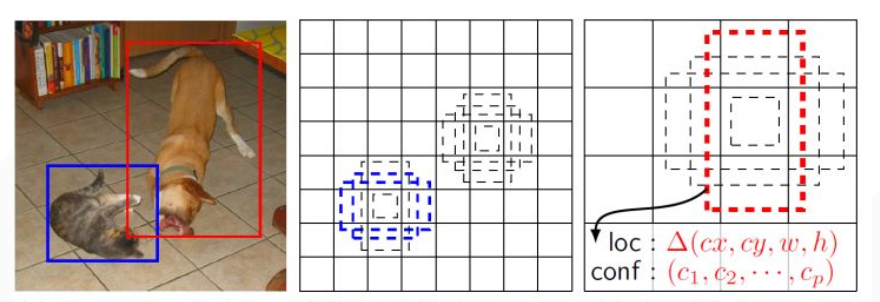 loc : Δ(cx, cy, w, h)
conf : (c₁, c₂, ⋯, cₚ)